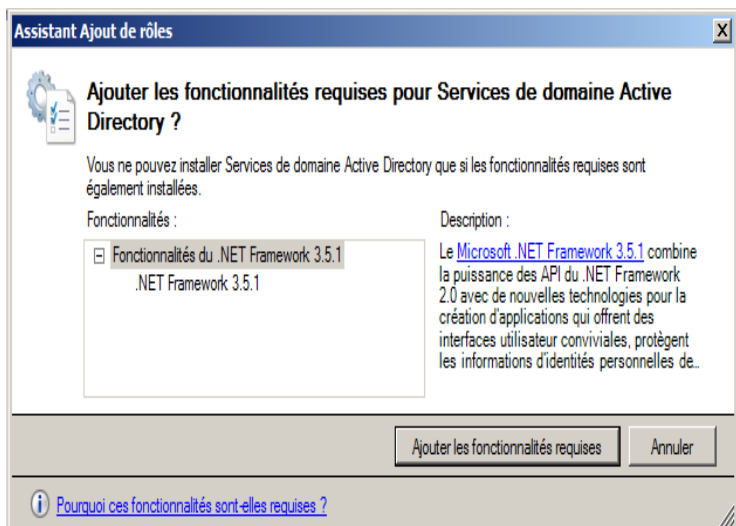 Assistant Ajout de rôles
Ajouter les fonctionnalités requises pour Services de domaine Active
Directory ?
Vous ne pouvez installer Services de domaine Active Directory que si les fonctionnalités requises sont
également installées.
Fonctionnalités :
Fonctionnalités du .NET Framework 3.5.1
.NET Framework 3.5.1
Description :
Le Microsoft .NET Framework 3.5.1 combine
la puissance des API du .NET Framework
2.0 avec de nouvelles technologies pour la
création d'applications qui offrent des
interfaces utilisateur conviviales, protègent
les informations d'identités personnelles de...
Ajouter les fonctionnalités requises
Annuler
Pourquoi ces fonctionnalités sont-elles requises ?